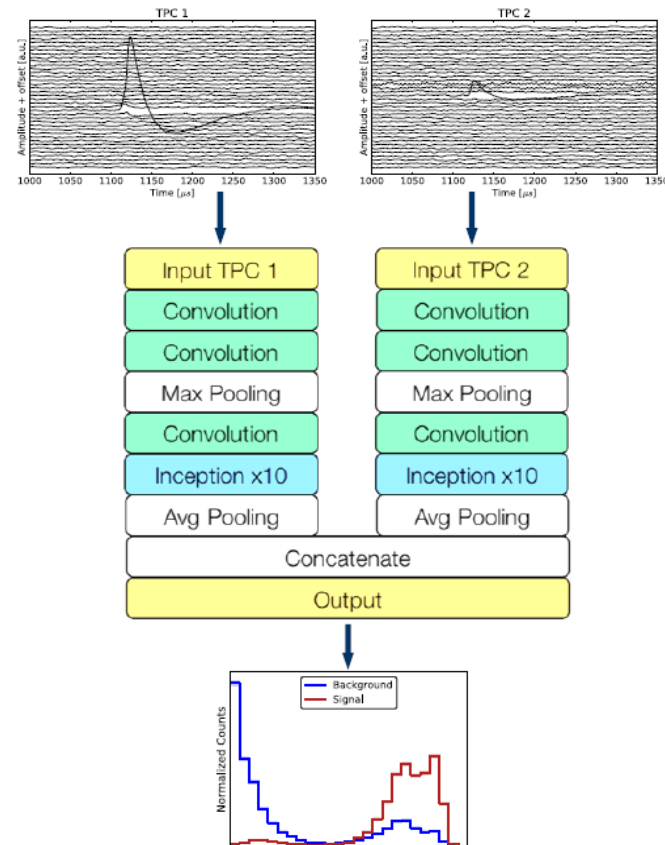 TPC 1
Amplitude + offset [a.u.]
1000 1050 1100 1150 1200 1250 1300 1350
Time [μs]
TPC 2
Amplitude + offset [a.u.]
1000 1050 1100 1150 1200 1250 1300 1350
Time [μs]
Input TPC 1
Convolution
Convolution
Max Pooling
Convolution
Inception x10
Avg Pooling
Input TPC 2
Convolution
Convolution
Max Pooling
Convolution
Inception x10
Avg Pooling
Concatenate
Output
Normalized Counts
Background
Signal